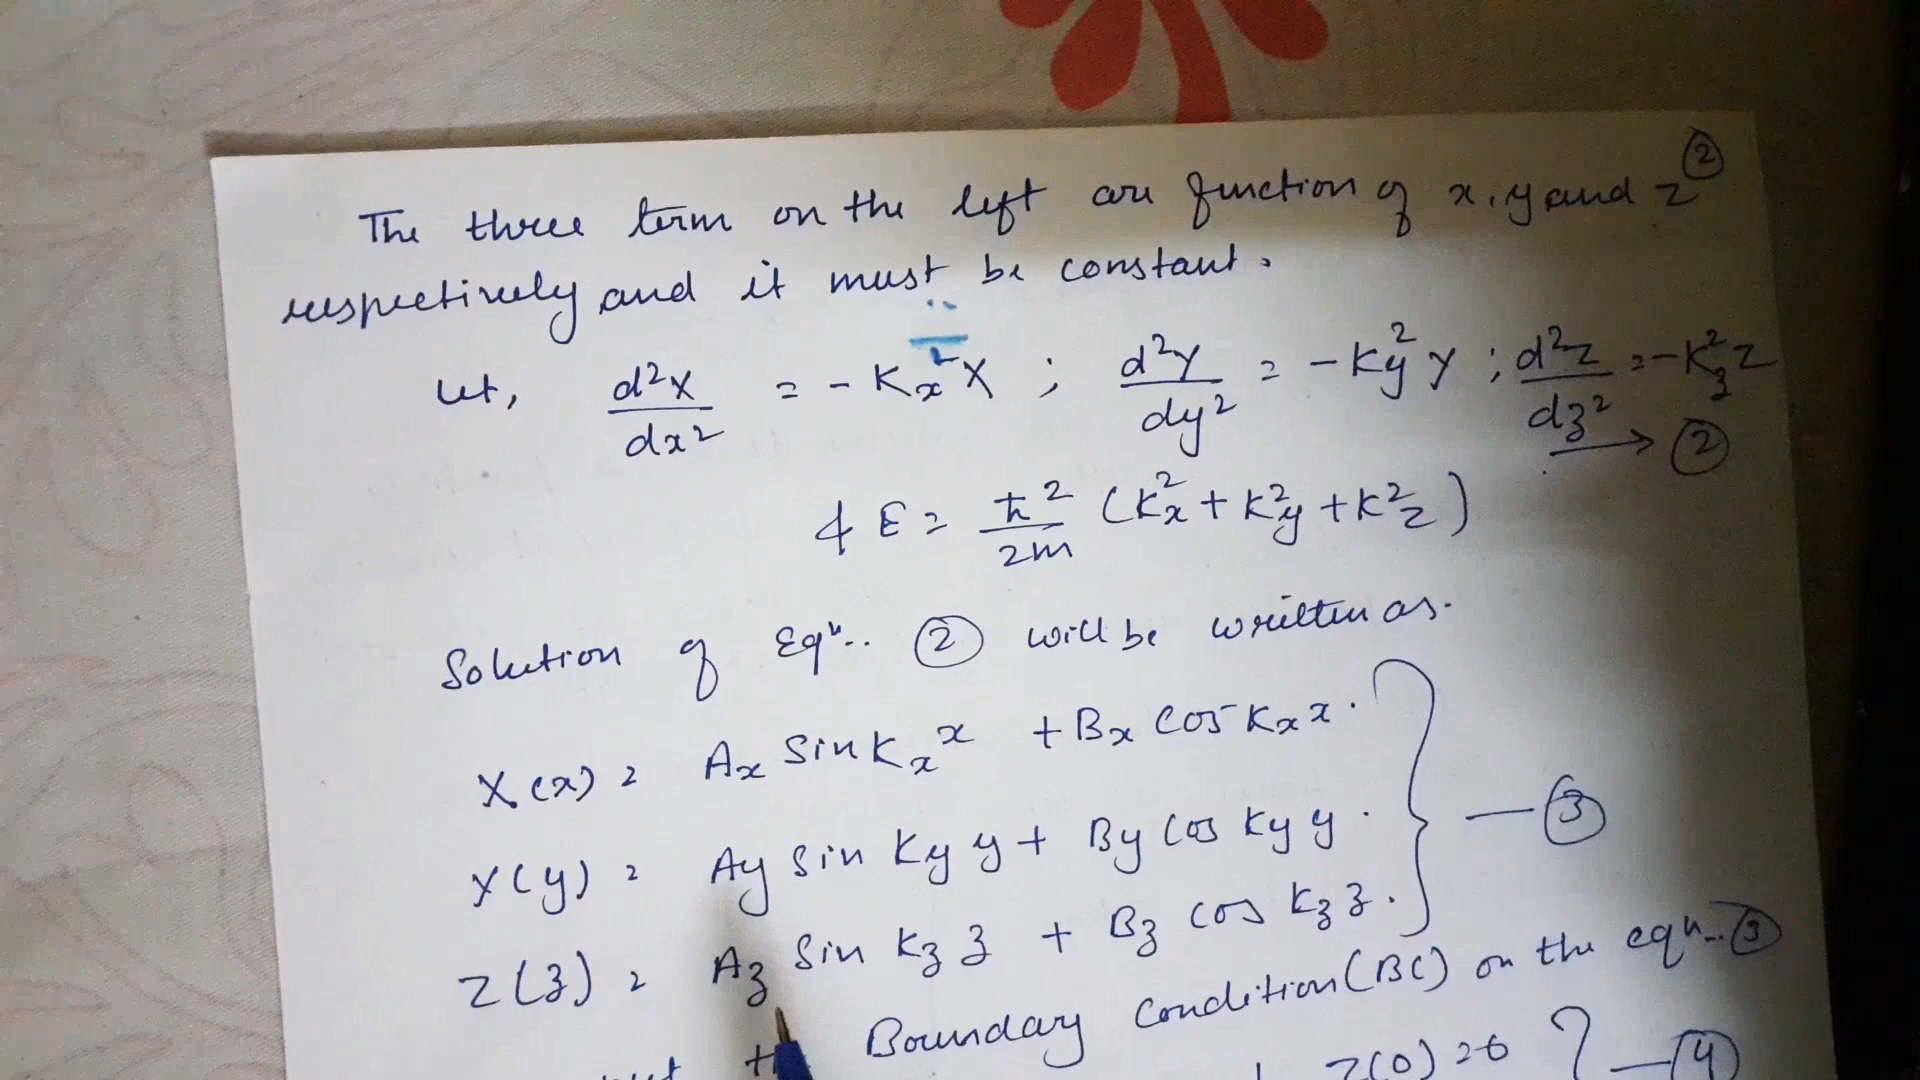 ②
The three term on the left are function of x, y and z
respectively and it must be constant.
Let, d²X/dx² = -Kx²X ; d²Y/dy² = -Ky²Y ; d²Z/dz² = -Kz²Z
→ ②
& E = ħ²/2m (Kx² + Ky² + Kz²)
Solution of Eqn.. ② will be written as.
X(x) = Ax Sin Kx x + Bx Cos Kx x.
Y(y) = Ay Sin Ky y + By Cos Ky y.
— ③
Z(z) = Az Sin Kz z + Bz Cos Kz z.
Boundary Condition (BC) on the eqn.. ③
Z(0) = 0 } — ④